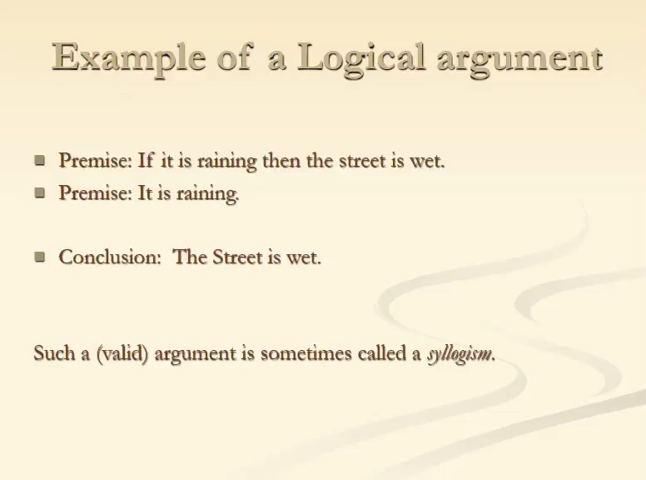 Example of a Logical argument
Premise: If it is raining then the street is wet.
Premise: It is raining.
Conclusion:  The Street is wet.
Such a (valid) argument is sometimes called a syllogism.